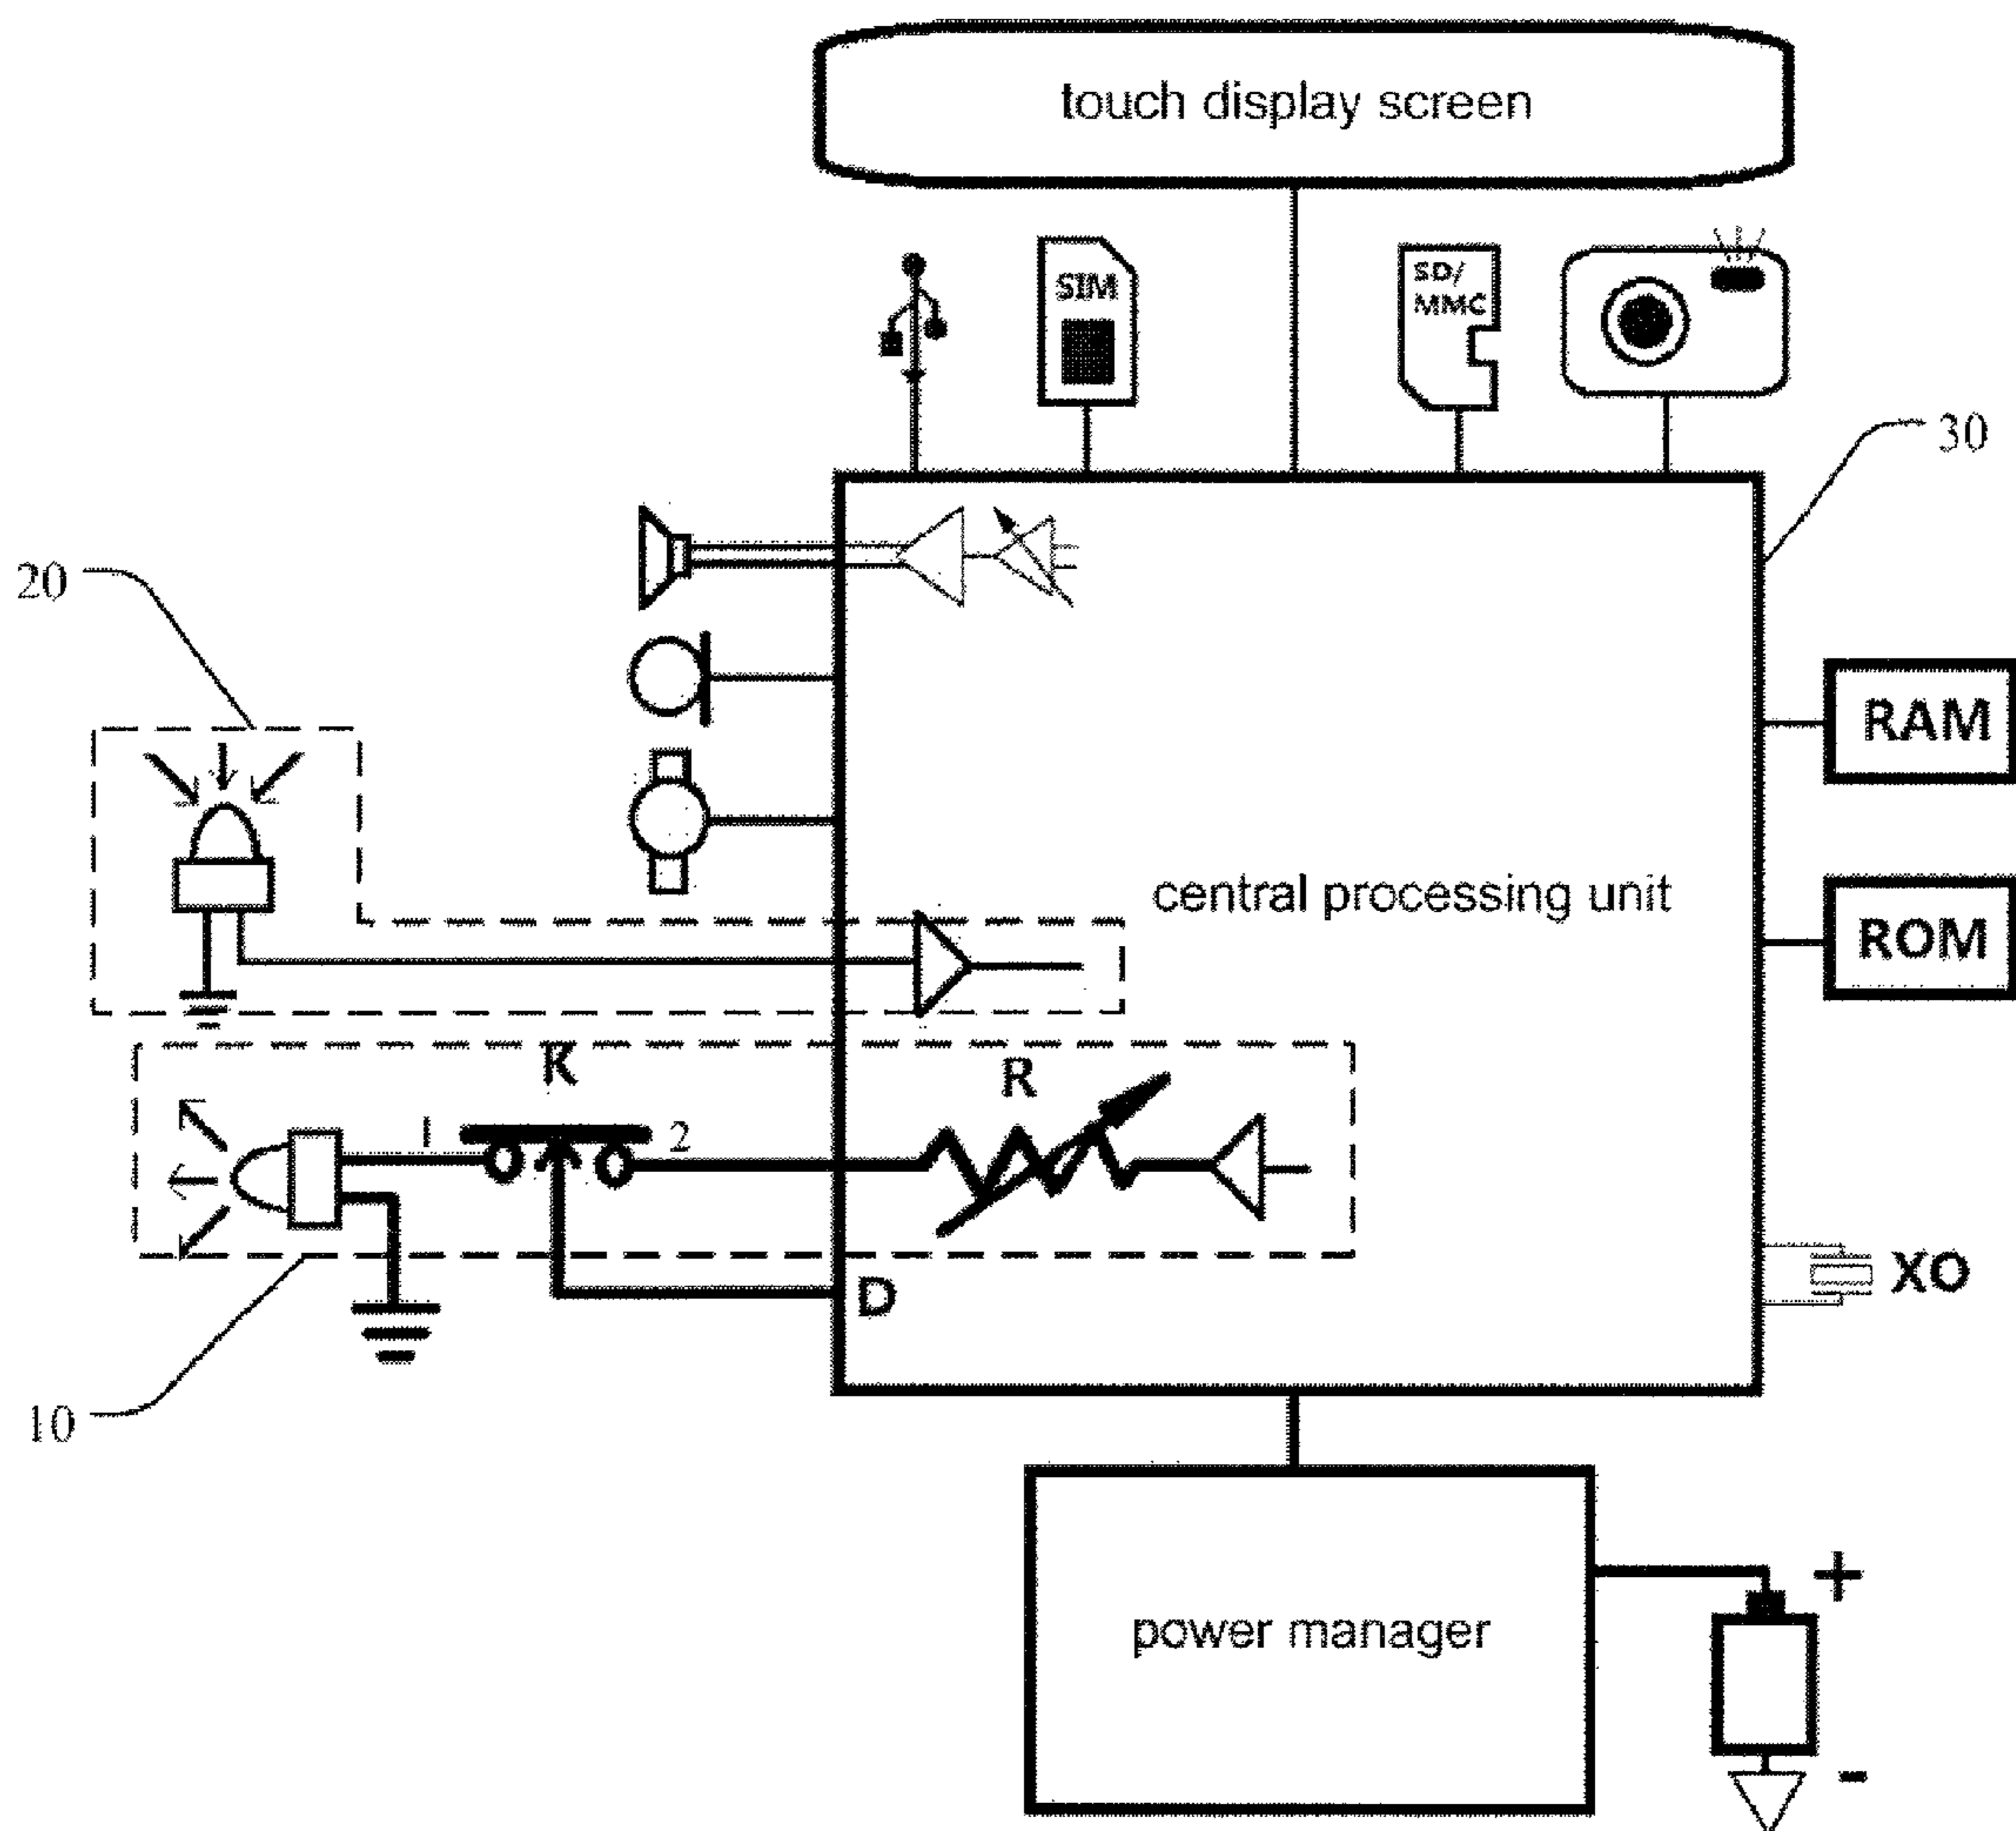 touch display screen
SIM
SD/
MMC
30
20
RAM
central processing unit
ROM
K
R
1
2
D
XO
10
+
power manager
-